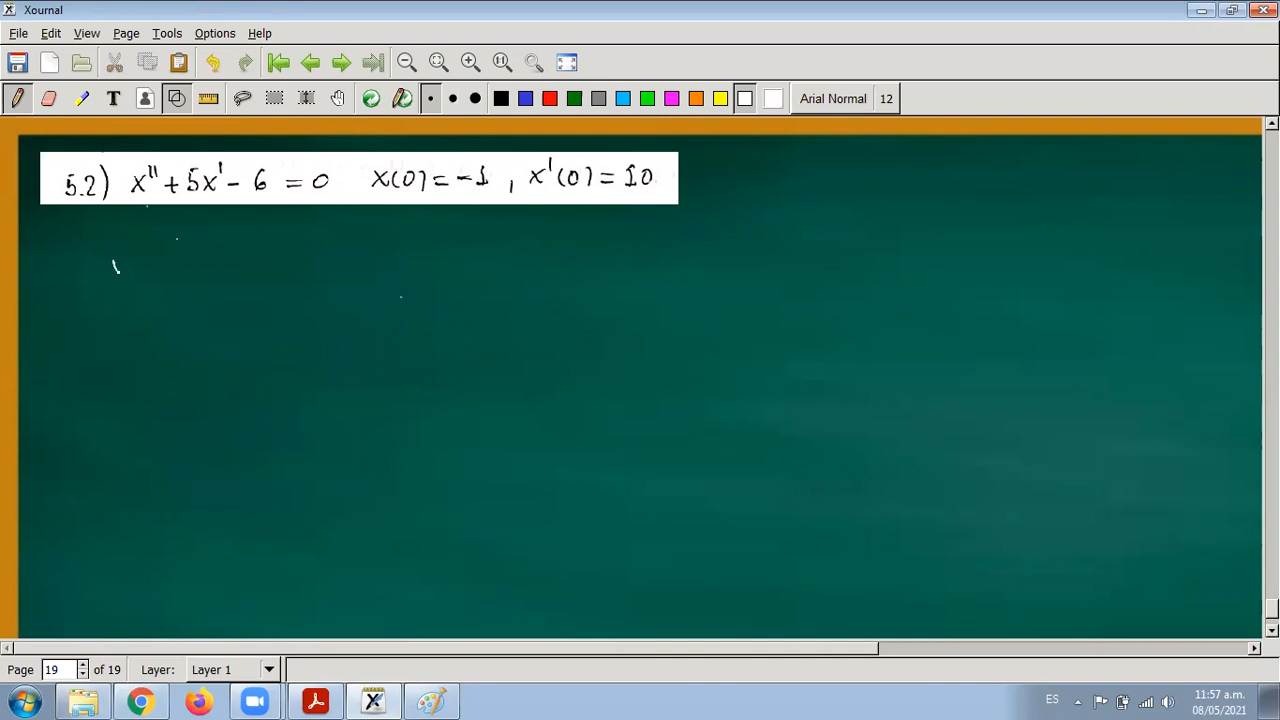 Xournal
File Edit View Page Tools Options Help
Arial Normal 12
5.2) x'' + 5x' - 6 = 0 x(0) = -1 , x'(0) = 10
Page 19 of 19 Layer: Layer 1
ES 11:57 a.m.
08/05/2021